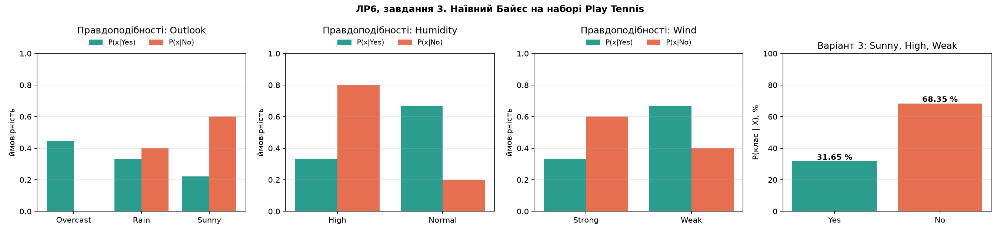 ЛР6, завдання 3. Наївний Байєс на наборі Play Tennis
Правдоподібності: Outlook
P(x|Yes) P(x|No)
ймовірність
1.0
0.8
0.6
0.4
0.2
0.0
Overcast Rain Sunny
Правдоподібності: Humidity
P(x|Yes) P(x|No)
ймовірність
1.0
0.8
0.6
0.4
0.2
0.0
High Normal
Правдоподібності: Wind
P(x|Yes) P(x|No)
ймовірність
1.0
0.8
0.6
0.4
0.2
0.0
Strong Weak
Варіант 3: Sunny, High, Weak
P(клас | X), %
100
80
60
40
20
0
31.65 %
68.35 %
Yes No